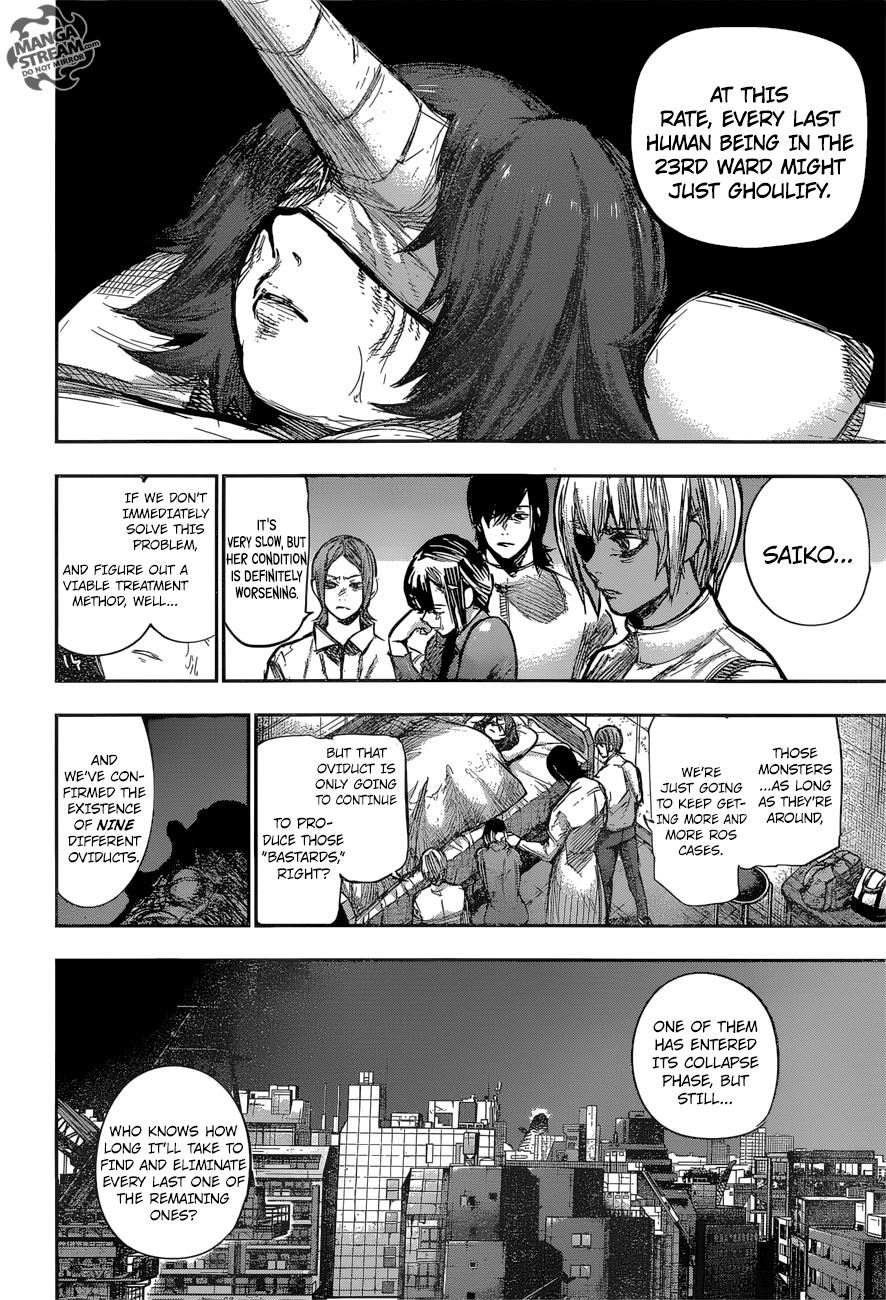 MANGA
STREAM.com
DO NOT MIRROR
AT THIS
RATE, EVERY LAST
HUMAN BEING IN THE
23RD WARD MIGHT
JUST GHOULIFY.
SAIKO...
IT'S
VERY SLOW, BUT
HER CONDITION
IS DEFINITELY
WORSENING.
IF WE DON'T
IMMEDIATELY
SOLVE THIS
PROBLEM,
AND FIGURE OUT A
VIABLE TREATMENT
METHOD, WELL...
THOSE
MONSTERS
...AS LONG
AS THEY'RE
AROUND,
WE'RE
JUST GOING
TO KEEP GET-
ING MORE AND
MORE ROS
CASES.
BUT THAT
OVIDUCT IS
ONLY GOING
TO CONTINUE
TO PRO-
DUCE THOSE
"BASTARDS,"
RIGHT?
AND
WE'VE CON-
FIRMED THE
EXISTENCE
OF NINE
DIFFERENT
OVIDUCTS.
ONE OF THEM
HAS ENTERED
ITS COLLAPSE
PHASE, BUT
STILL...
WHO KNOWS HOW
LONG IT'LL TAKE TO
FIND AND ELIMINATE
EVERY LAST ONE OF
THE REMAINING
ONES?